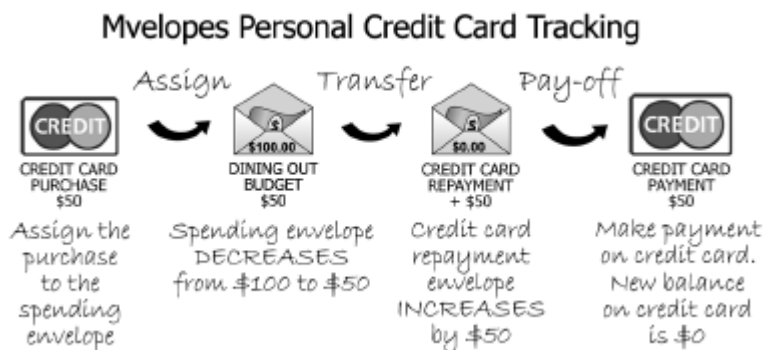 Mvelopes Personal Credit Card Tracking
Assign Transfer Pay-off
CREDIT
$
$100.00
$
$0.00
CREDIT
CREDIT CARD
PURCHASE
$50
DINING OUT
BUDGET
$50
CREDIT CARD
REPAYMENT
+ $50
CREDIT CARD
PAYMENT
$50
Assign the
purchase
to the
spending
envelope
Spending envelope
DECREASES
from $100 to $50
Credit card
repayment
envelope
INCREASES
by $50
Make payment
on credit card.
New balance
on credit card
is $0